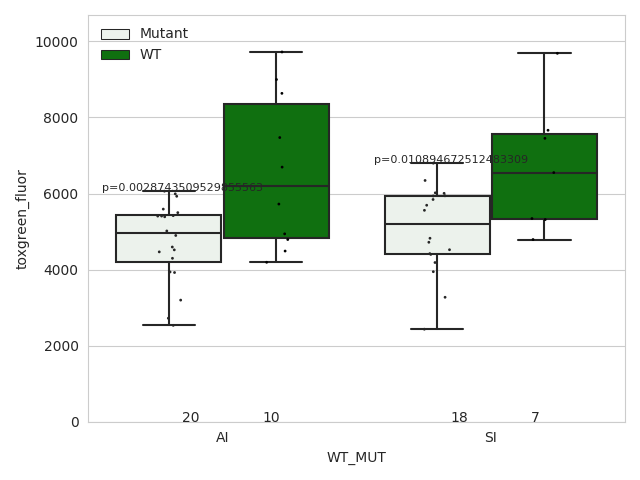 Mutant
WT
10000
8000
6000
4000
2000
0
toxgreen_fluor
p=0.0028743509529855563
p=0.010894672512483309
20
10
18
7
AI
SI
WT_MUT